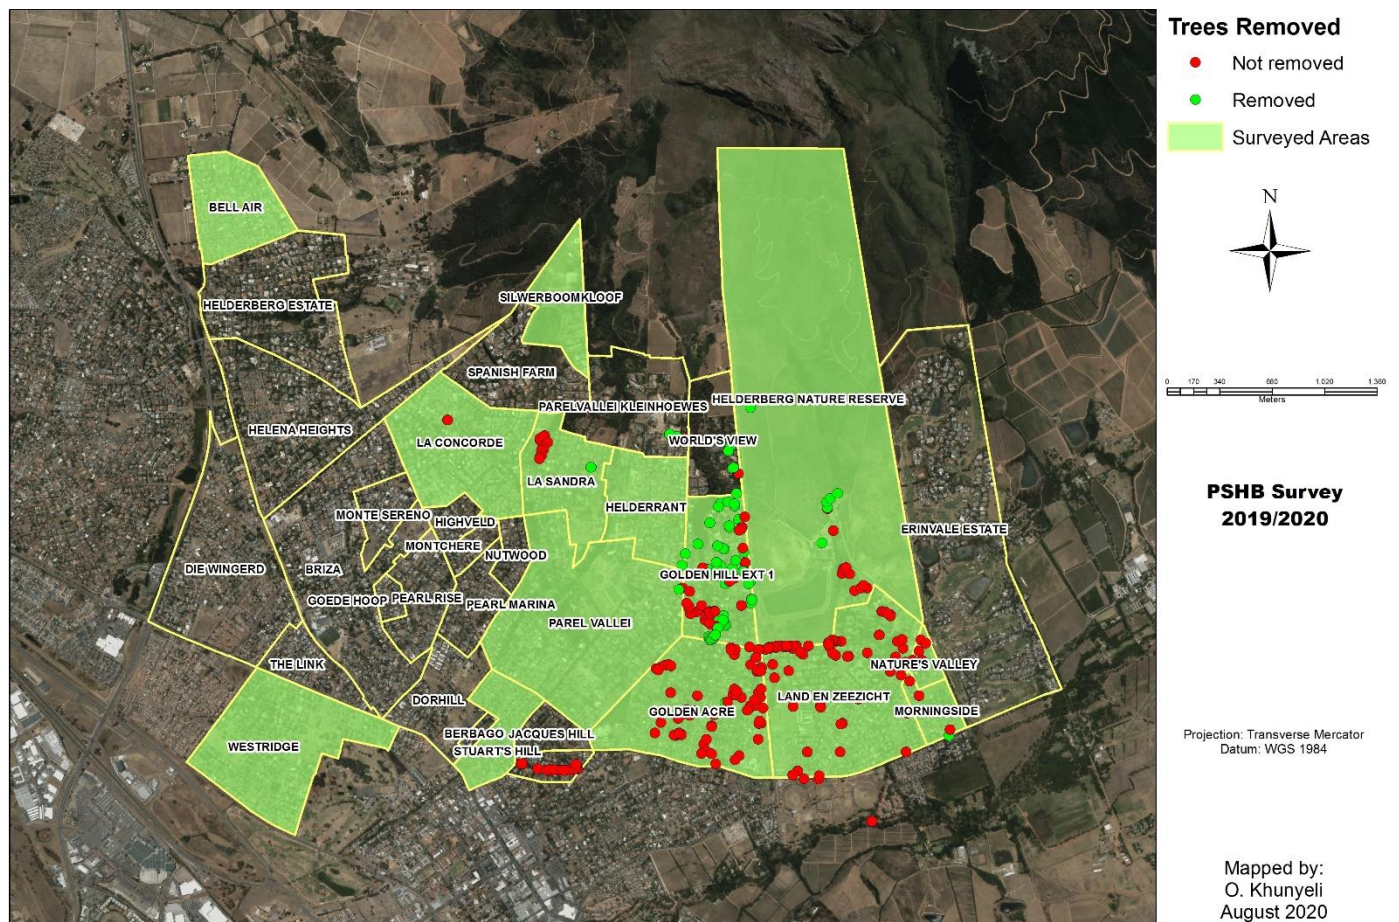 Trees Removed
Not removed
Removed
Surveyed Areas
N
0 170 340 680 1.020 1.360
Meters
PSHB Survey
2019/2020
Projection: Transverse Mercator
Datum: WGS 1984
Mapped by:
O. Khunyeli
August 2020
BELL AIR
HELDERBERG ESTATE
SILWERBOOMKLOOF
SPANISH FARM
HELDERBERG NATURE RESERVE
PARELVALLEI KLEINHOEWES
HELENA HEIGHTS
LA CONCORDE
WORLD'S VIEW
LA SANDRA
HELDERRANT
MONTE SERENO
HIGHVELD
ERINVALE ESTATE
MONTCHERE
NUTWOOD
DIE WINGERD
BRIZA
GOLDEN HILL EXT 1
GOEDE HOOP
PEARL RISE
PEARL MARINA
PAREL VALLEI
THE LINK
NATURE'S VALLEY
DORHILL
LAND EN ZEEZICHT
GOLDEN ACRE
MORNINGSIDE
BERBAGO
JACQUES HILL
WESTRIDGE
STUART'S HILL